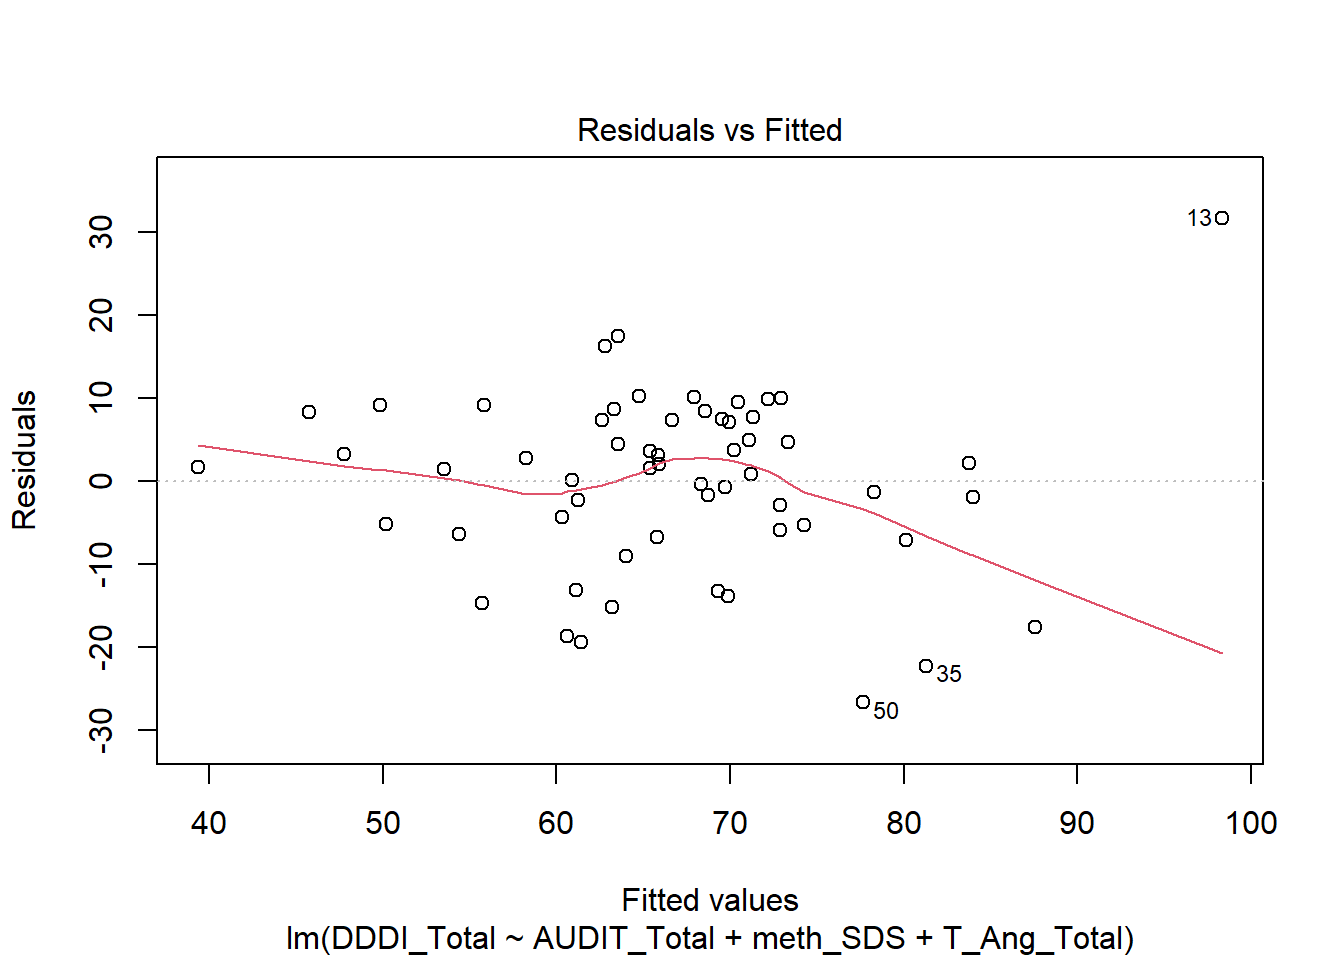 Residuals vs Fitted
Residuals
30
20
10
0
-10
-20
-30
13
35
50
40 50 60 70 80 90 100
Fitted values
lm(DDDI_Total ~ AUDIT_Total + meth_SDS + T_Ang_Total)